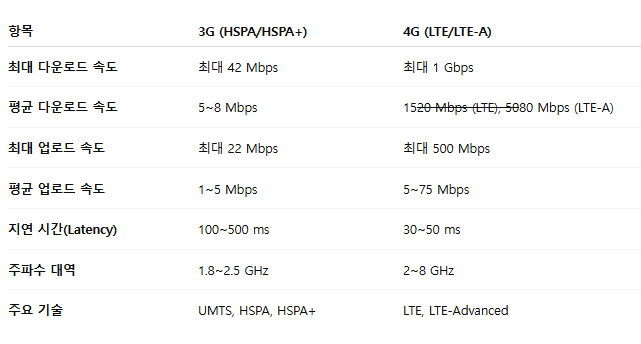 항목 3G (HSPA/HSPA+) 4G (LTE/LTE-A)
최대 다운로드 속도 최대 42 Mbps 최대 1 Gbps
평균 다운로드 속도 5~8 Mbps 1520 Mbps (LTE), 5080 Mbps (LTE-A)
최대 업로드 속도 최대 22 Mbps 최대 500 Mbps
평균 업로드 속도 1~5 Mbps 5~75 Mbps
지연 시간(Latency) 100~500 ms 30~50 ms
주파수 대역 1.8~2.5 GHz 2~8 GHz
주요 기술 UMTS, HSPA, HSPA+ LTE, LTE-Advanced